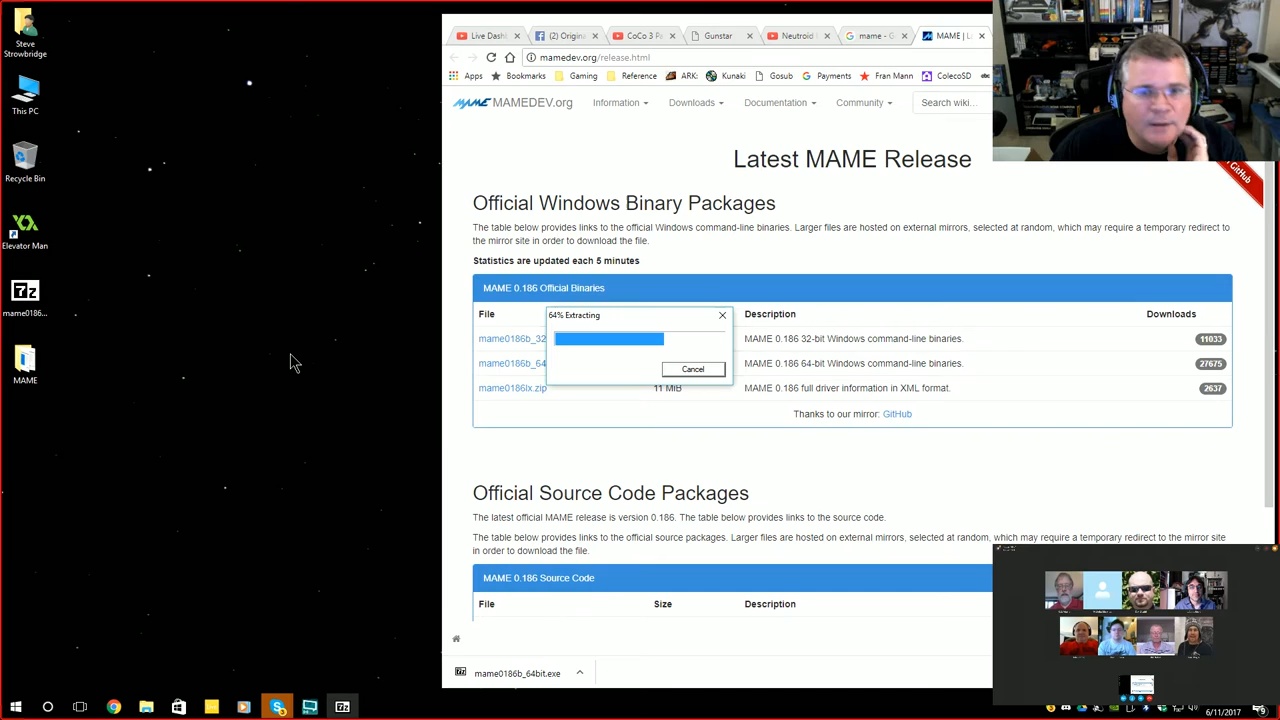 Steve
Strowbridge
This PC
Recycle Bin
Elevator Man
mame0186...
MAME
Live Dashb
(2) Origina
CoCo 3 Pa
Gunstar
Neutroid
mame - G
MAME | L
mamedev.org/release.html
Apps
Bookmarks
Gaming
Reference
ARK:
Kunaki
Gosub
Payments
Fran Mann
ColecoSD
abc
MAME MAMEDEV.org
Information
Downloads
Documentation
Community
Search wiki...
GitHub
Latest MAME Release
Official Windows Binary Packages
The table below provides links to the official Windows command-line binaries. Larger files are hosted on external mirrors, selected at random, which may require a temporary redirect to
the mirror site in order to download the file.
Statistics are updated each 5 minutes
MAME 0.186 Official Binaries
File
Description
Downloads
64% Extracting
Cancel
mame0186b_32
MAME 0.186 32-bit Windows command-line binaries.
11033
mame0186b_64
MAME 0.186 64-bit Windows command-line binaries.
27675
mame0186lx.zip
11 MiB
MAME 0.186 full driver information in XML format.
2637
Thanks to our mirror: GitHub
Official Source Code Packages
The latest official MAME release is version 0.186. The table below provides links to the source code.
The table below provides links to the official source packages. Larger files are hosted on external mirrors, selected at random, which may require a temporary redirect to the mirror site
in order to download the file.
MAME 0.186 Source Code
File
Size
Description
mame0186b_64bit.exe
6/11/2017